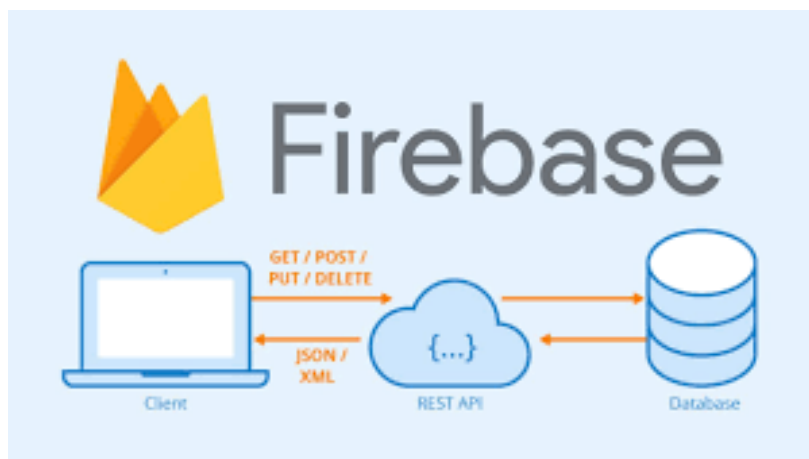 Firebase
GET / POST /
PUT / DELETE
{...}
JSON /
XML
Client
REST API
Database